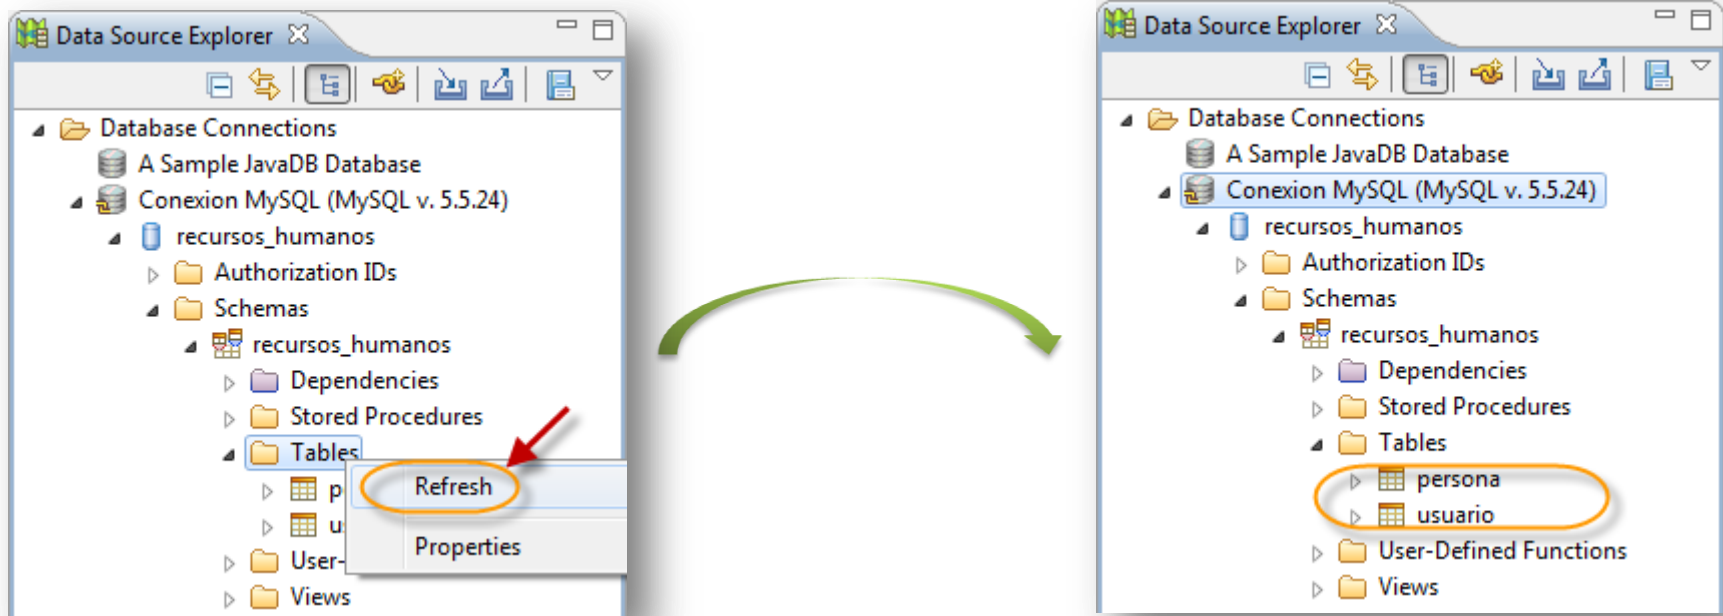 Data Source Explorer
Database Connections
A Sample JavaDB Database
Conexion MySQL (MySQL v. 5.5.24)
recursos_humanos
Authorization IDs
Schemas
recursos_humanos
Dependencies
Stored Procedures
Tables
Refresh
p
u
Properties
User-
Views
Data Source Explorer
Database Connections
A Sample JavaDB Database
Conexion MySQL (MySQL v. 5.5.24)
recursos_humanos
Authorization IDs
Schemas
recursos_humanos
Dependencies
Stored Procedures
Tables
persona
usuario
User-Defined Functions
Views